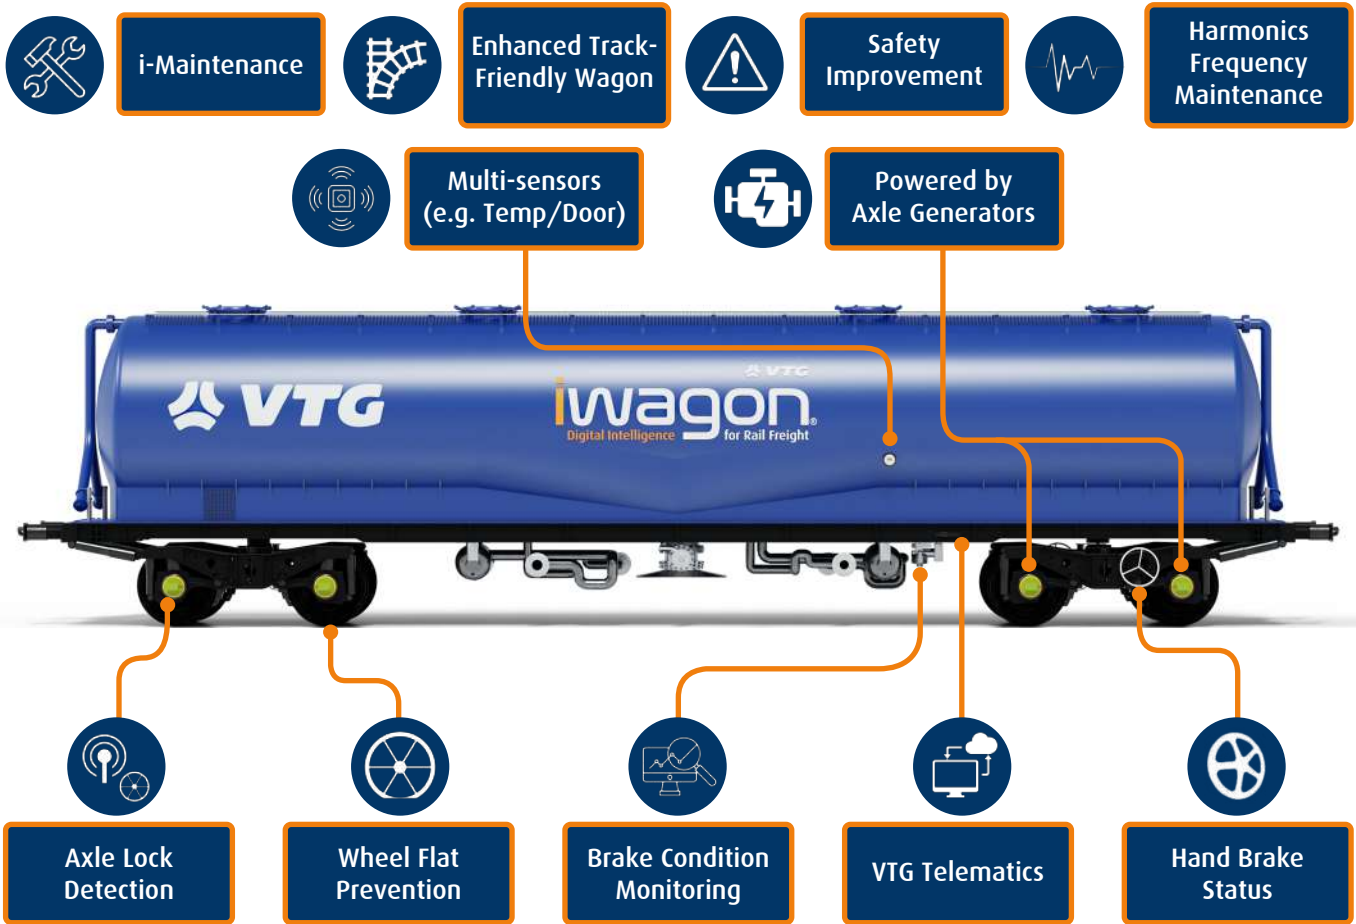 i-Maintenance
Enhanced Track-
Friendly Wagon
Safety
Improvement
Harmonics
Frequency
Maintenance
Multi-sensors
(e.g. Temp/Door)
Powered by
Axle Generators
VTG
VTG
iwagon®
Digital Intelligence for Rail Freight
Axle Lock
Detection
Wheel Flat
Prevention
Brake Condition
Monitoring
VTG Telematics
Hand Brake
Status